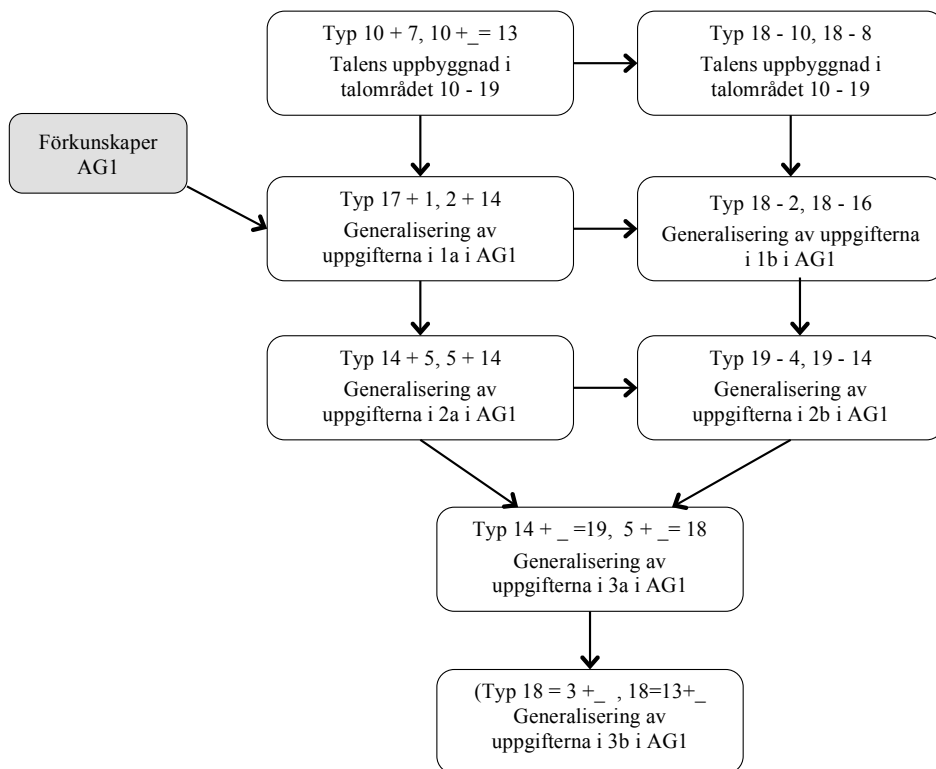 Typ 10 + 7, 10 +_= 13
Talens uppbyggnad i
talområdet 10 - 19
Typ 18 - 10, 18 - 8
Talens uppbyggnad i
talområdet 10 - 19
Förkunskaper
AG1
Typ 17 + 1, 2 + 14
Generalisering av
uppgifterna i 1a i AG1
Typ 18 - 2, 18 - 16
Generalisering av uppgifterna
i 1b i AG1
Typ 14 + 5, 5 + 14
Generalisering av
uppgifterna i 2a i AG1
Typ 19 - 4, 19 - 14
Generalisering av
uppgifterna i 2b i AG1
Typ 14 + _ =19, 5 + _= 18
Generalisering av
uppgifterna i 3a i AG1
(Typ 18 = 3 +_ , 18=13+_
Generalisering av
uppgifterna i 3b i AG1